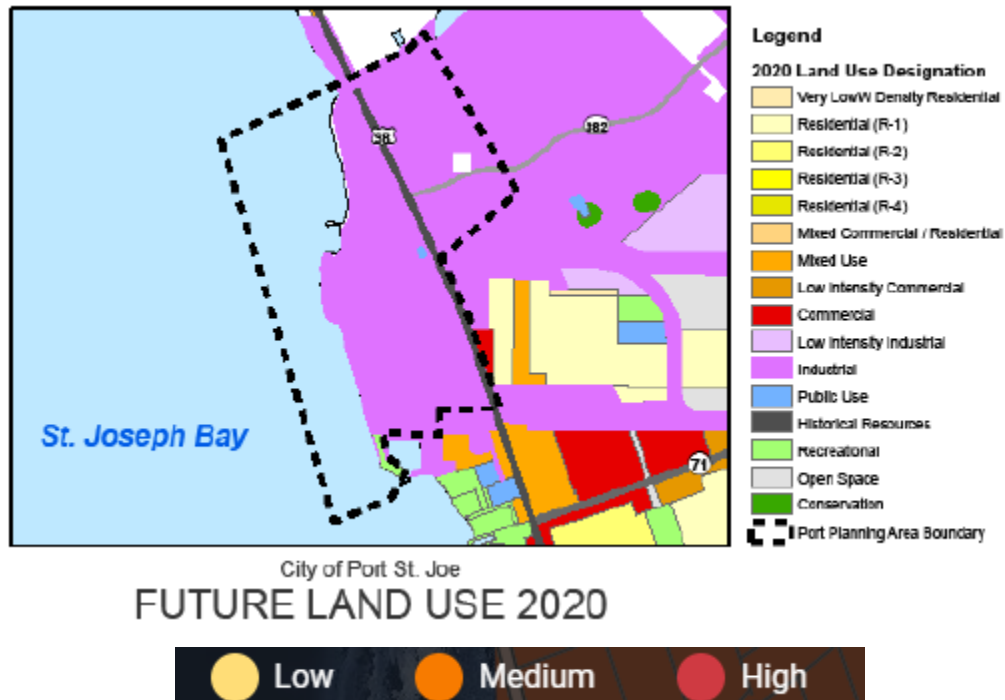 Legend
2020 Land Use Designation
Very LowW Density Residential
Residential (R-1)
Residential (R-2)
Residential (R-3)
Residential (R-4)
Mixed Commercial / Residential
Mixed Use
Low Intensity Commercial
Commercial
Low Intensity Industrial
Industrial
Public Use
Historical Resources
Recreational
Open Space
Conservation
Port Planning Area Boundary
382
71
St. Joseph Bay
City of Port St. Joe
FUTURE LAND USE 2020
Low Medium High